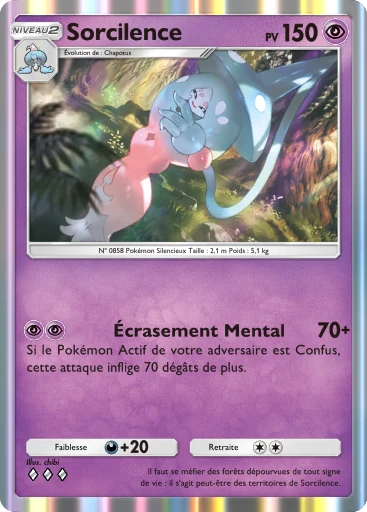 NIVEAU 2
Sorcilence
PV 150
Évolution de : Chapotus
N° 0858 Pokémon Silencieux Taille : 2,1 m Poids : 5,1 kg
Écrasement Mental 70+
Si le Pokémon Actif de votre adversaire est Confus,
cette attaque inflige 70 dégâts de plus.
Faiblesse +20
Retraite
Illus. chibi
Il faut se méfier des forêts dépourvues de tout signe
de vie : il s'agit peut-être des territoires de Sorcilence.